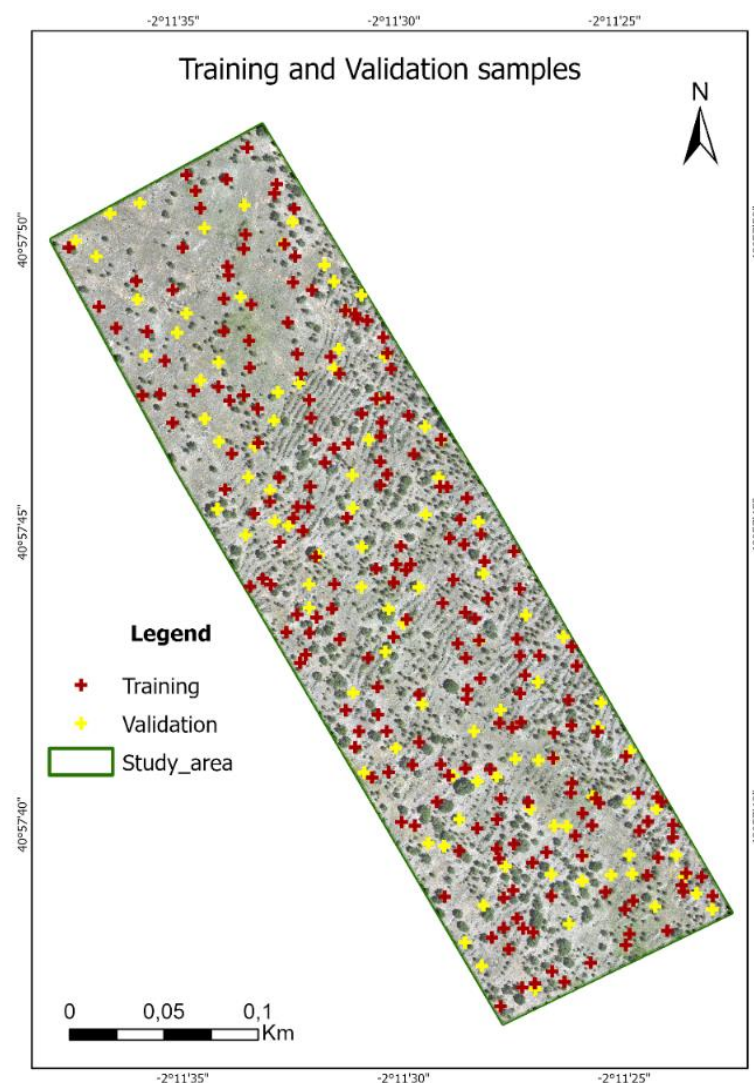 -2°11'35" -2°11'30" -2°11'25"
Training and Validation samples
N
40°57'50"
40°57'45"
Legend
Training
Validation
Study_area
40°57'40"
0 0,05 0,1
Km
-2°11'35" -2°11'30" -2°11'25"